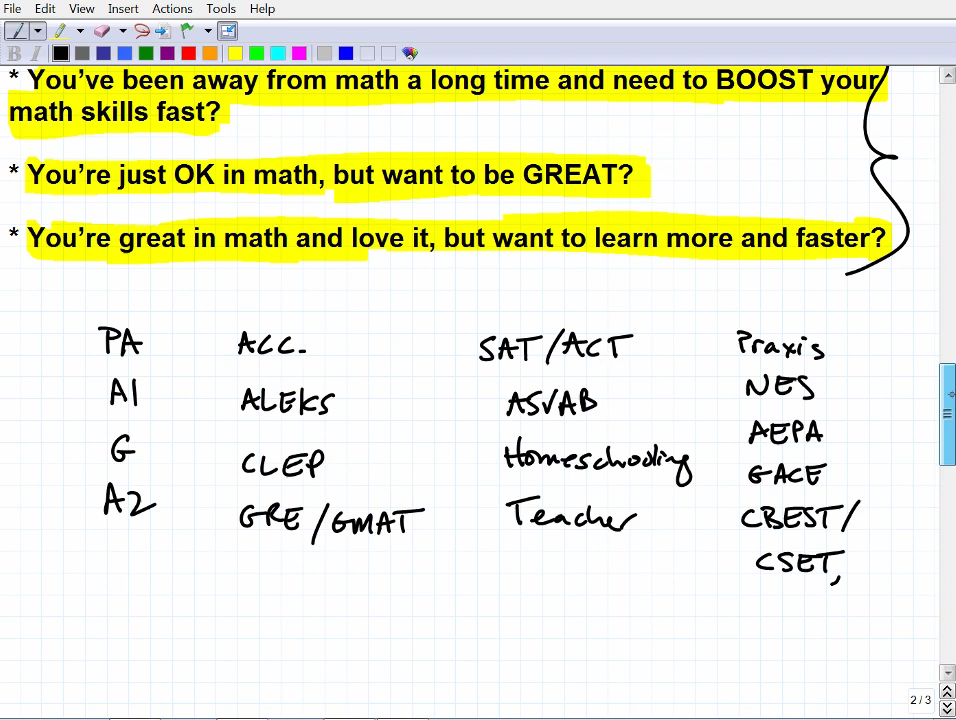 File Edit View Insert Actions Tools Help
B I
* You've been away from math a long time and need to BOOST your
math skills fast?
* You're just OK in math, but want to be GREAT?
* You're great in math and love it, but want to learn more and faster?
PA ACC. SAT/ACT Praxis
A1 ALEKS ASVAB NES
G CLEP Homeschooling AEPA
A2 GRE/GMAT Teacher GACE
CBEST/
CSET,
2 / 3